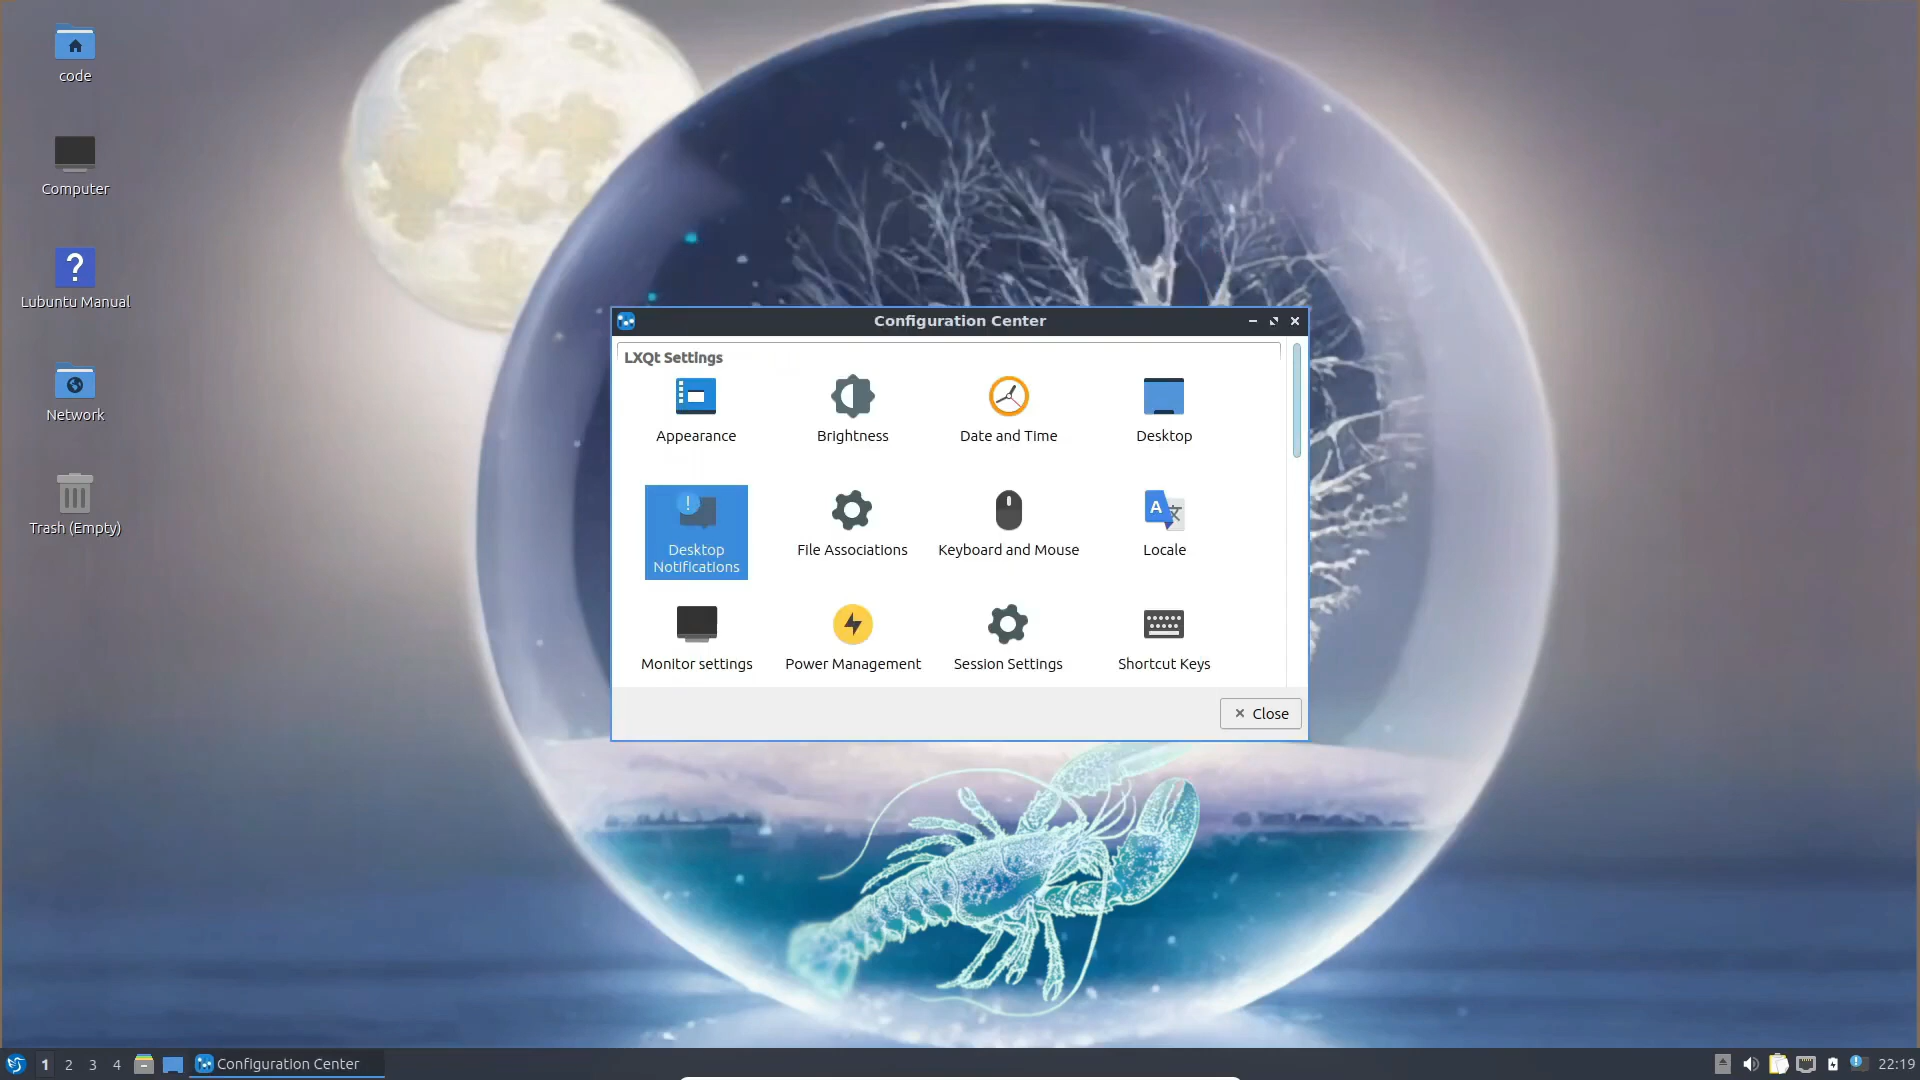 code
Computer
Lubuntu Manual
Network
Trash (Empty)
Configuration Center
LXQt Settings
Appearance
Brightness
Date and Time
Desktop
Desktop
Notifications
File Associations
Keyboard and Mouse
Locale
Monitor settings
Power Management
Session Settings
Shortcut Keys
Close
1 2 3 4 Configuration Center 22:19